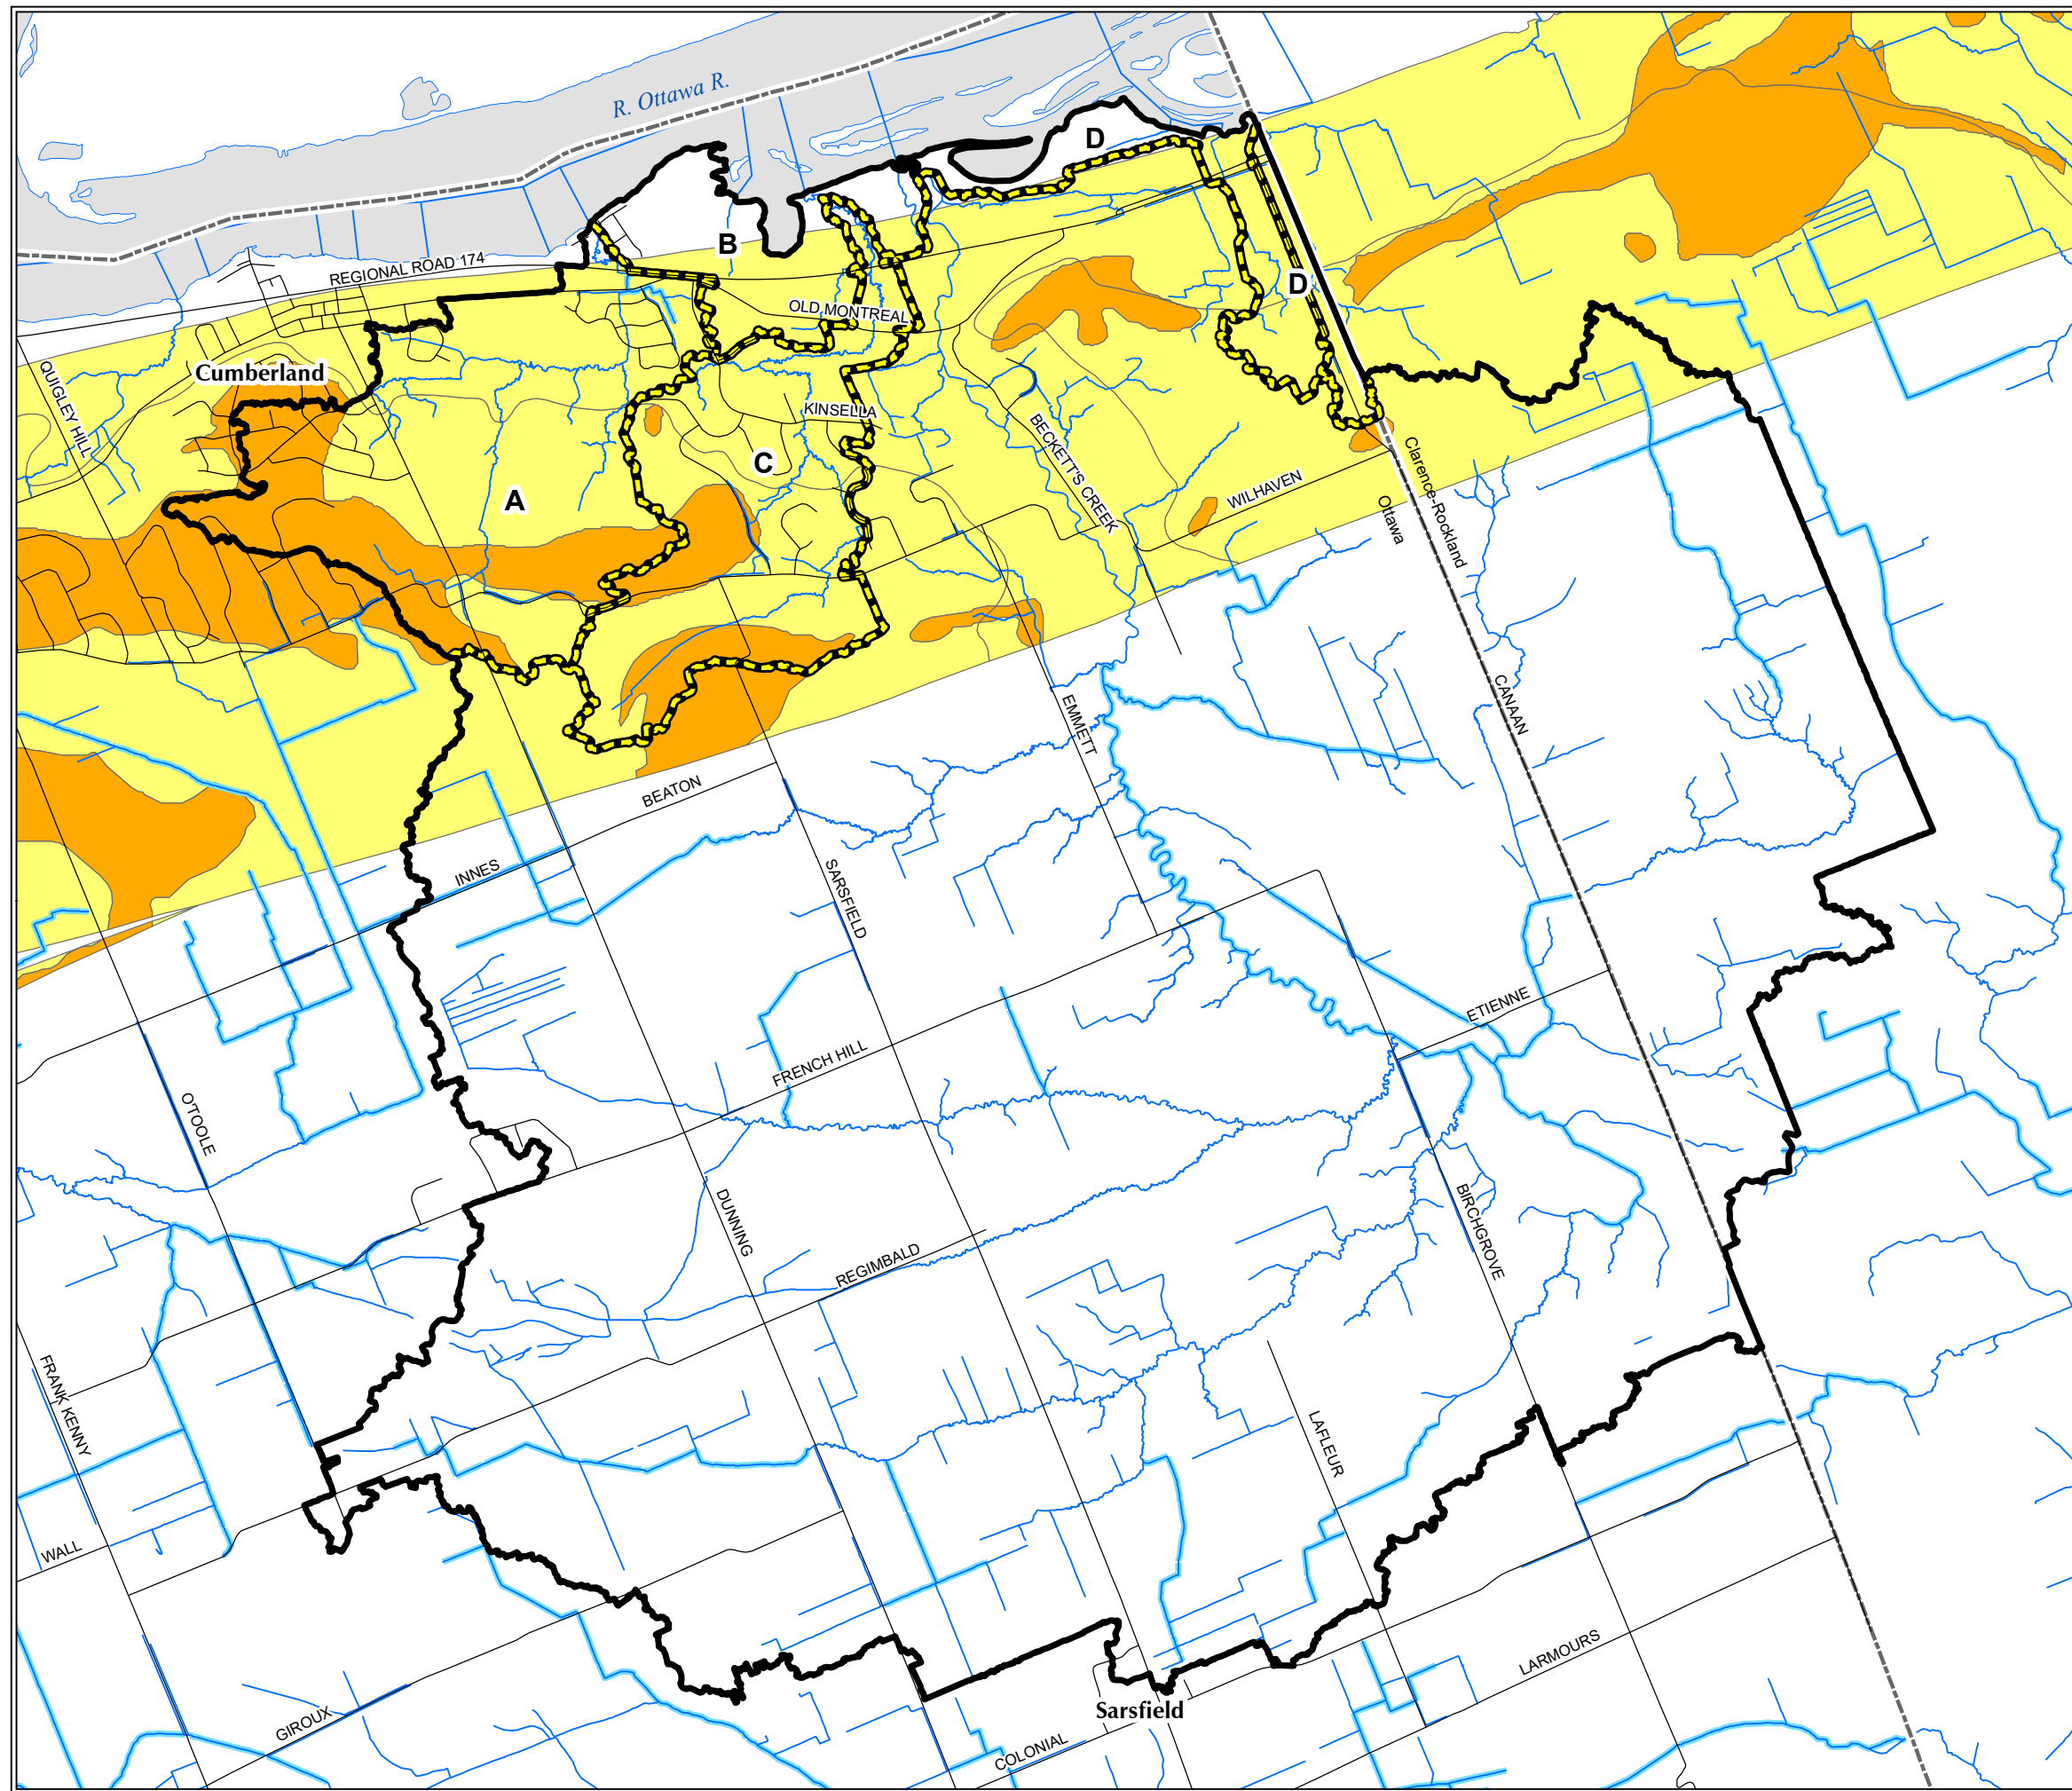 R. Ottawa R.
D
B
REGIONAL ROAD 174
D
OLD MONTREAL
Cumberland
QUIGLEY HILL
KINSELLA
BECKETT'S CREEK
C
A
WILHAVEN
Clarence-Rockland
Ottawa
EMMETT
CANAAN
BEATON
INNES
SARSFIELD
ETIENNE
FRENCH HILL
O'TOOLE
DUNNING
BIRCHGROVE
REGIMBALD
FRANK KENNY
LAFLEUR
WALL
LARMOURS
Sarsfield
GIROUX
COLONIAL